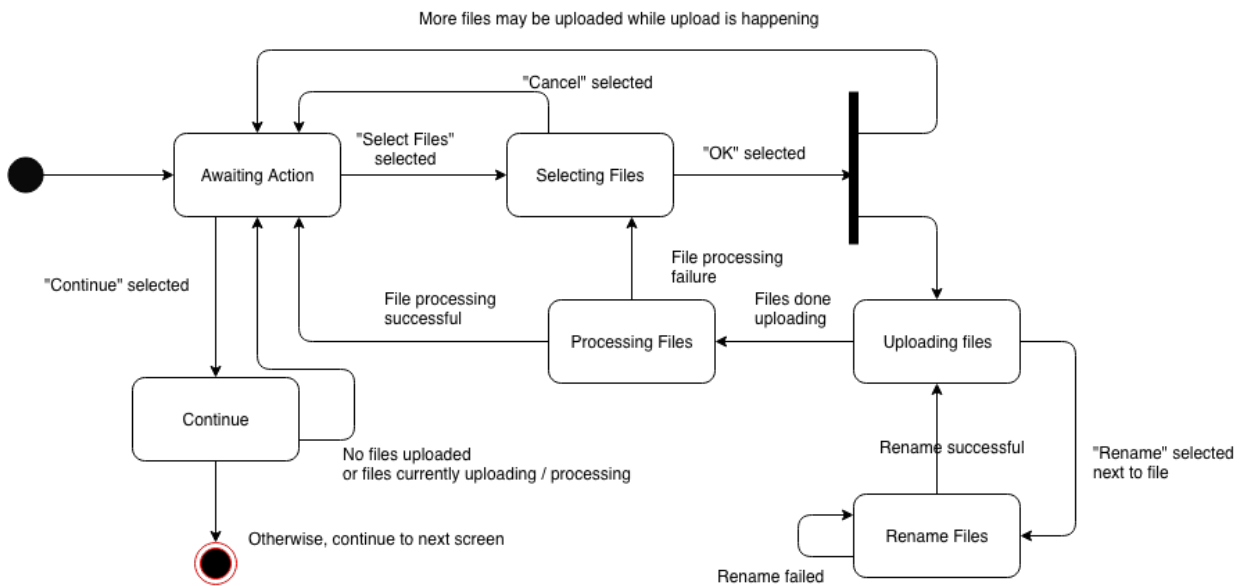 More files may be uploaded while upload is happening
"Cancel" selected
"Select Files"
selected
"OK" selected
Awaiting Action
Selecting Files
"Continue" selected
File processing
failure
File processing
successful
Files done
uploading
Processing Files
Uploading files
Continue
No files uploaded
or files currently uploading / processing
Rename successful
"Rename" selected
next to file
Otherwise, continue to next screen
Rename Files
Rename failed